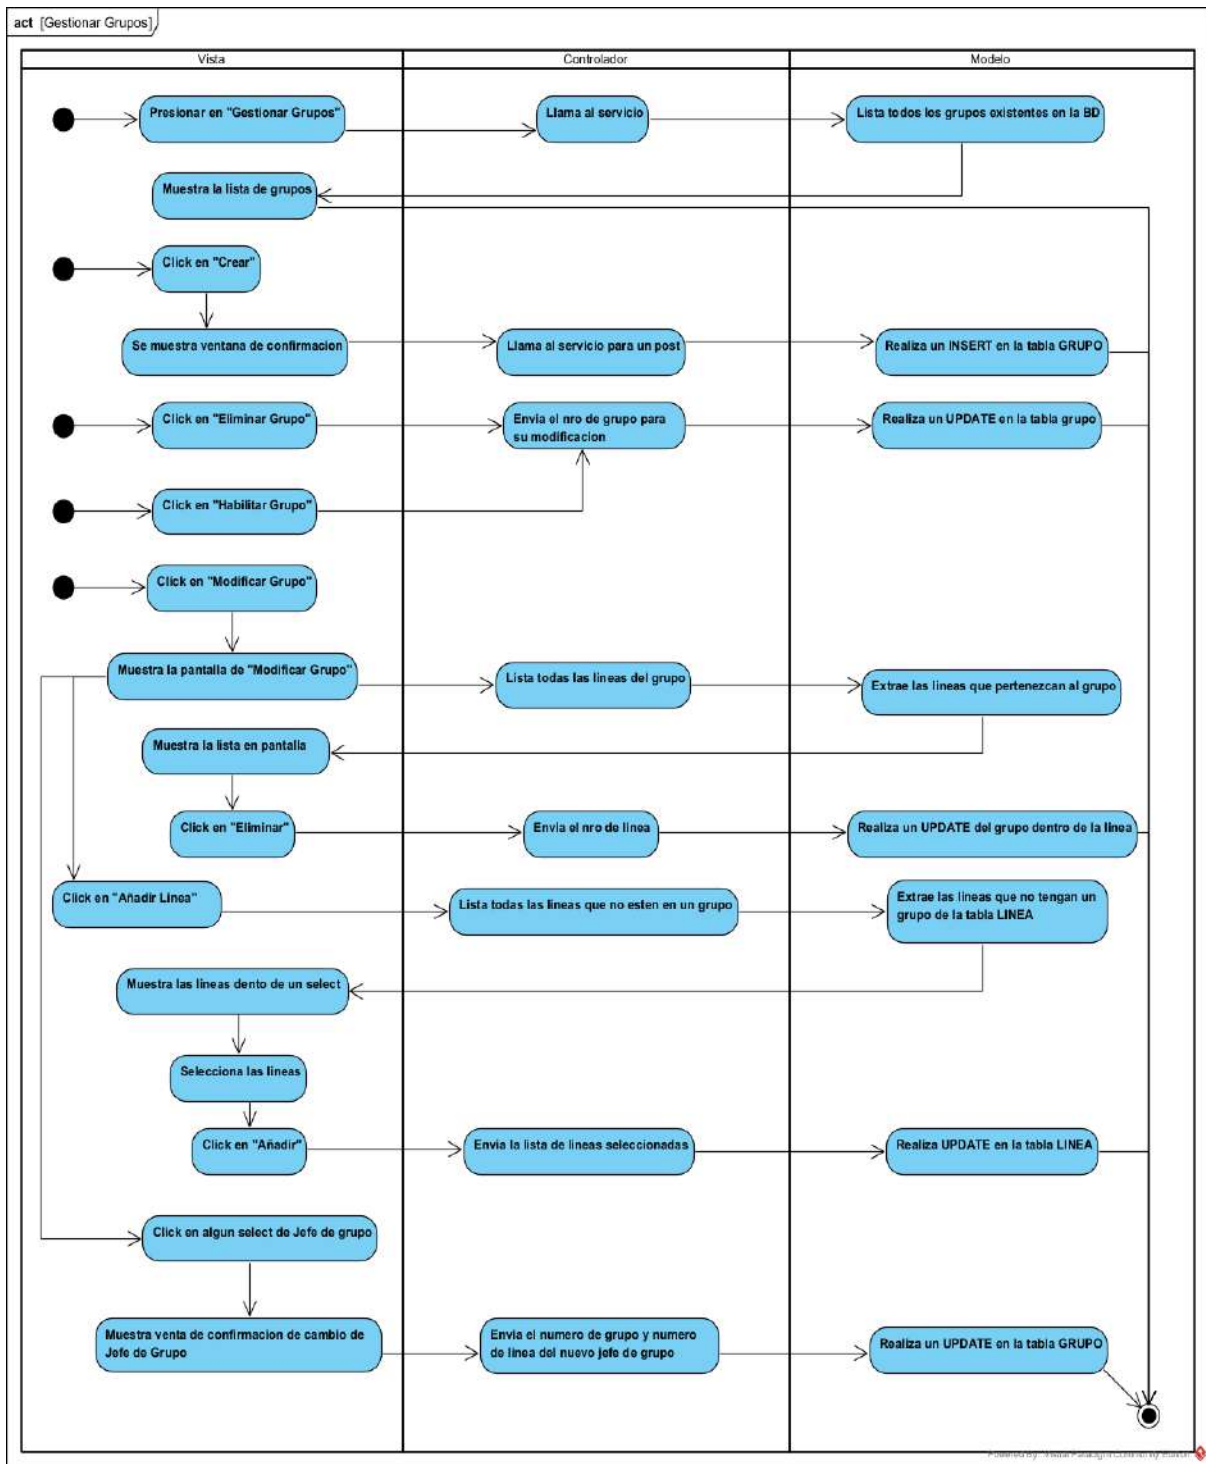 act [Gestionar Grupos]
Vista
Controlador
Modelo
Presionar en "Gestionar Grupos"
Llama al servicio
Lista todos los grupos existentes en la BD
Muestra la lista de grupos
Click en "Crear"
Se muestra ventana de confirmacion
Llama al servicio para un post
Realiza un INSERT en la tabla GRUPO
Click en "Eliminar Grupo"
Envia el nro de grupo para
su modificacion
Realiza un UPDATE en la tabla grupo
Click en "Habilitar Grupo"
Click en "Modificar Grupo"
Muestra la pantalla de "Modificar Grupo"
Lista todas las lineas del grupo
Extrae las lineas que pertenezcan al grupo
Muestra la lista en pantalla
Click en "Eliminar"
Envia el nro de linea
Realiza un UPDATE del grupo dentro de la linea
Click en "Añadir Linea"
Lista todas las lineas que no esten en un grupo
Extrae las lineas que no tengan un
grupo de la tabla LINEA
Muestra las lineas dento de un select
Selecciona las lineas
Click en "Añadir"
Envia la lista de lineas seleccionadas
Realiza UPDATE en la tabla LINEA
Click en algun select de Jefe de grupo
Muestra venta de confirmacion de cambio de
Jefe de Grupo
Envia el numero de grupo y numero
de linea del nuevo jefe de grupo
Realiza un UPDATE en la tabla GRUPO
Powered By Visual Paradigm Community Edition